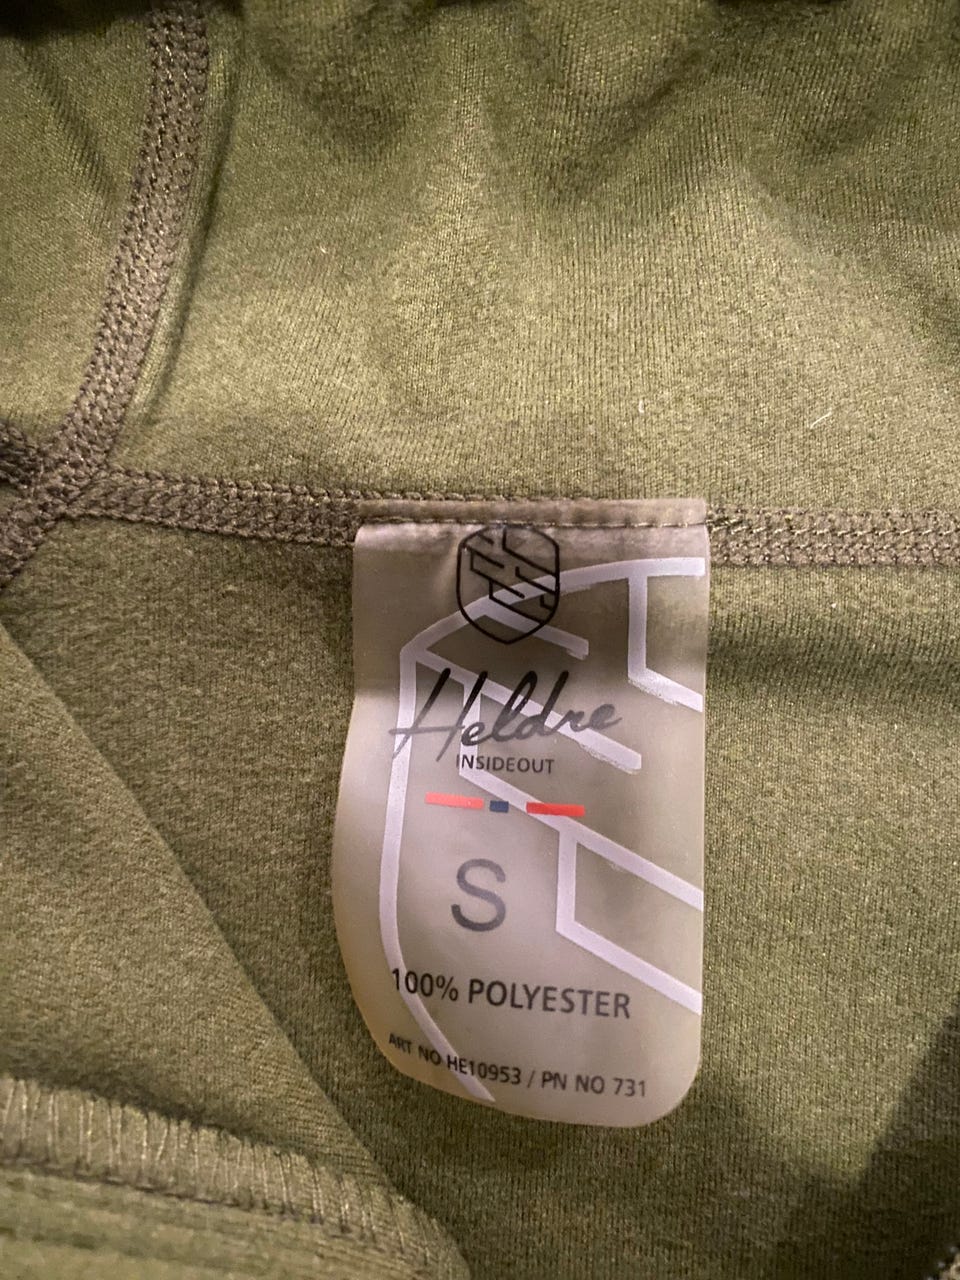 Heldre
INSIDEOUT
S
100% POLYESTER
ART NO HE10953 / PN NO 731